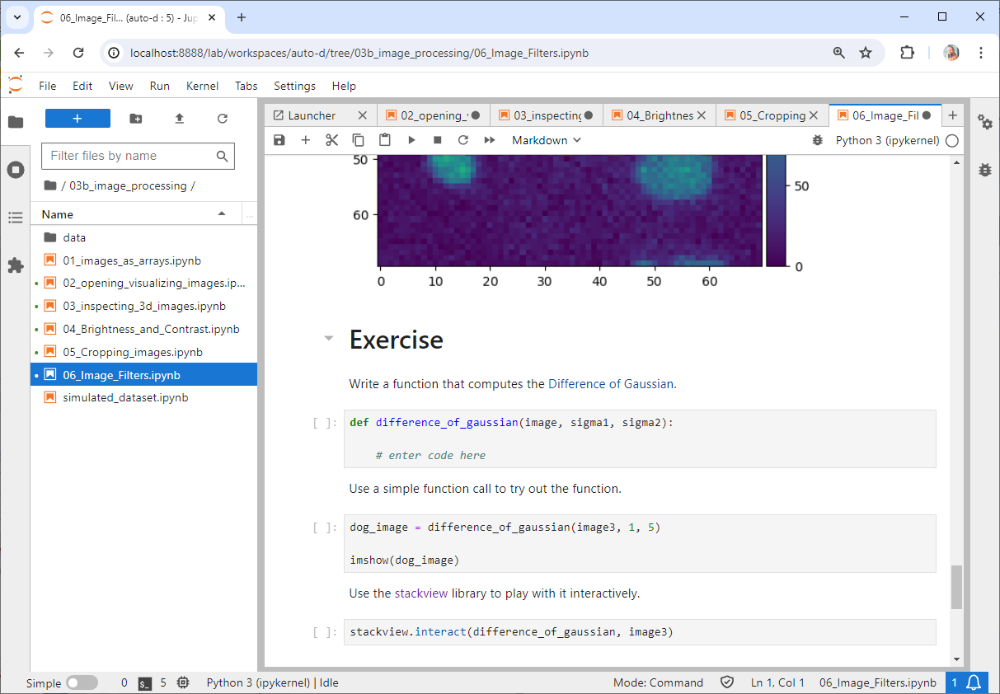 06_Image_Fil... (auto-d : 5) - Jup
localhost:8888/lab/workspaces/auto-d/tree/03b_image_processing/06_Image_Filters.ipynb
File Edit View Run Kernel Tabs Settings Help
Filter files by name
/ 03b_image_processing /
Name
data
01_images_as_arrays.ipynb
02_opening_visualizing_images.ip...
03_inspecting_3d_images.ipynb
04_Brightness_and_Contrast.ipynb
05_Cropping_images.ipynb
06_Image_Filters.ipynb
simulated_dataset.ipynb
Launcher 02_opening_ 03_inspecting 04_Brightnes 05_Cropping 06_Image_Fil
Markdown Python 3 (ipykernel)
50
60
0 10 20 30 40 50 60
50
0
Exercise
Write a function that computes the Difference of Gaussian.
[ ]: def difference_of_gaussian(image, sigma1, sigma2):
# enter code here
Use a simple function call to try out the function.
[ ]: dog_image = difference_of_gaussian(image3, 1, 5)
imshow(dog_image)
Use the stackview library to play with it interactively.
[ ]: stackview.interact(difference_of_gaussian, image3)
Simple 0 $_ 5 Python 3 (ipykernel) | Idle Mode: Command Ln 1, Col 1 06_Image_Filters.ipynb 1